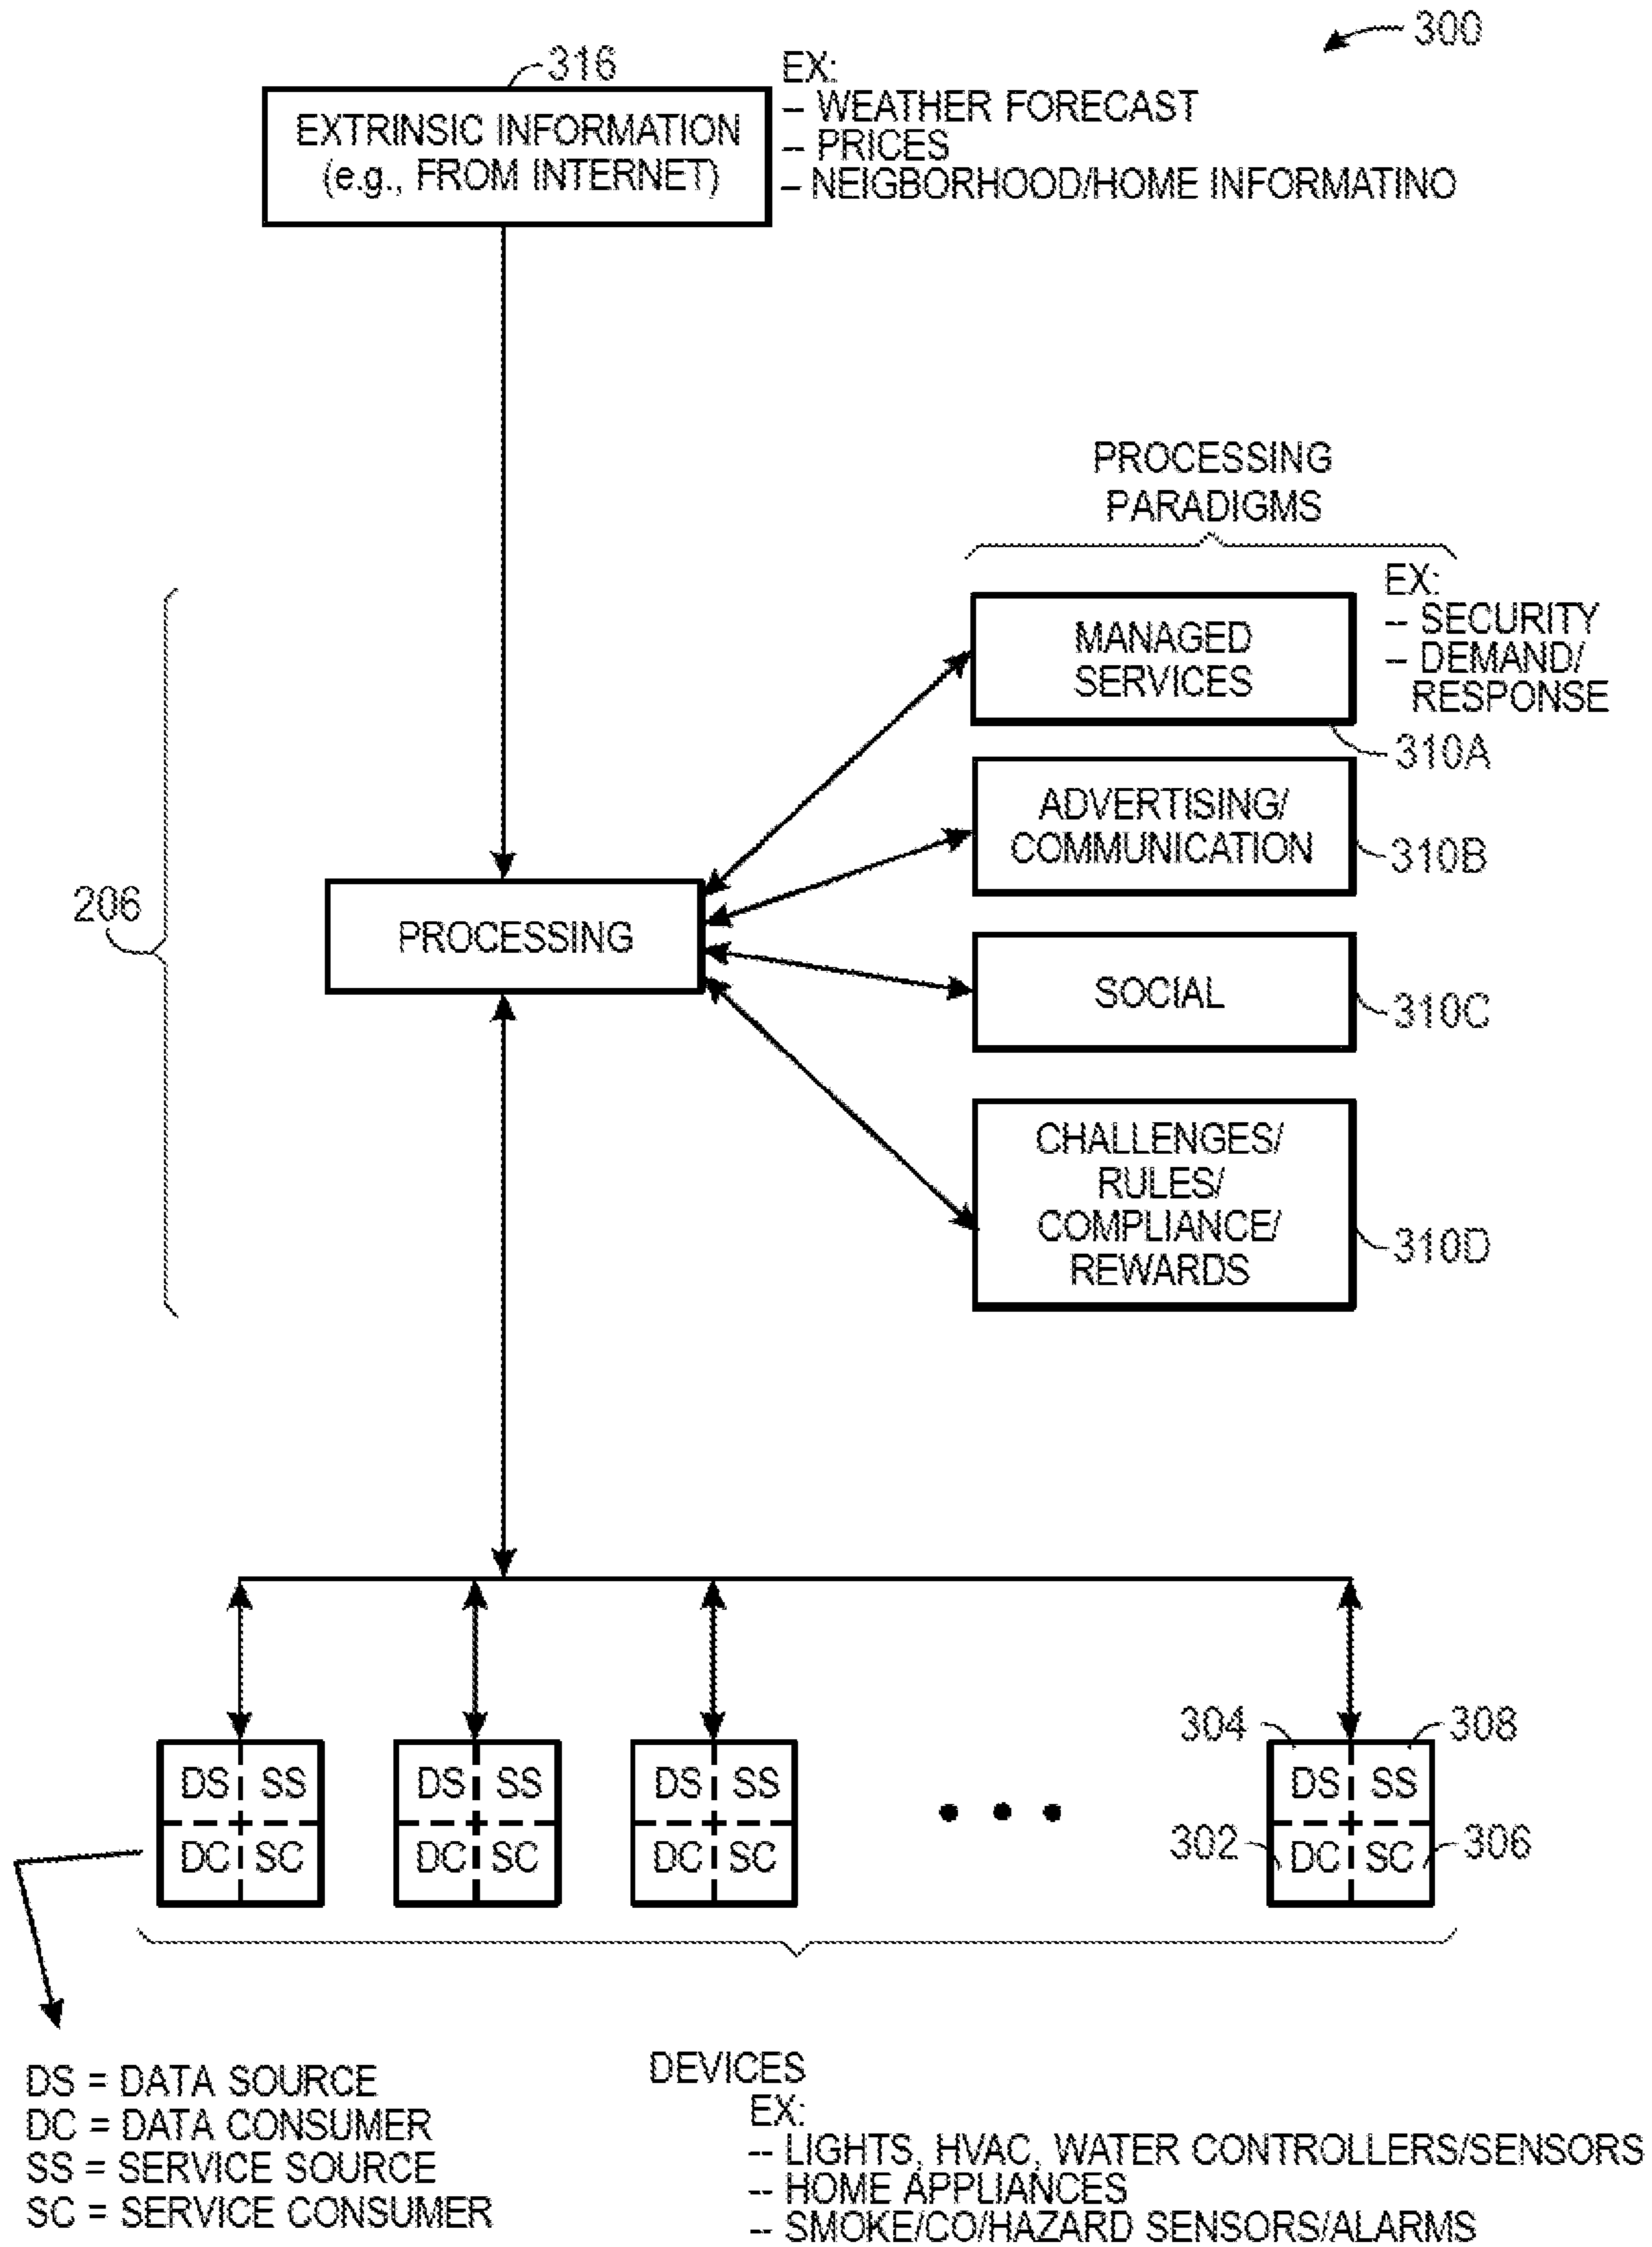 300
316
EXTRINSIC INFORMATION
(e.g., FROM INTERNET)
EX:
-- WEATHER FORECAST
-- PRICES
-- NEIGBORHOOD/HOME INFORMATINO
PROCESSING
PARADIGMS
MANAGED
SERVICES
EX:
-- SECURITY
-- DEMAND/
RESPONSE
310A
ADVERTISING/
COMMUNICATION
310B
206
PROCESSING
SOCIAL
310C
CHALLENGES/
RULES/
COMPLIANCE/
REWARDS
310D
304
308
DS SS
DS SS
DS SS
DS SS
302
306
DC SC
DC SC
DC SC
DC SC
DS = DATA SOURCE
DC = DATA CONSUMER
SS = SERVICE SOURCE
SC = SERVICE CONSUMER
DEVICES
EX:
-- LIGHTS, HVAC, WATER CONTROLLERS/SENSORS
-- HOME APPLIANCES
-- SMOKE/CO/HAZARD SENSORS/ALARMS